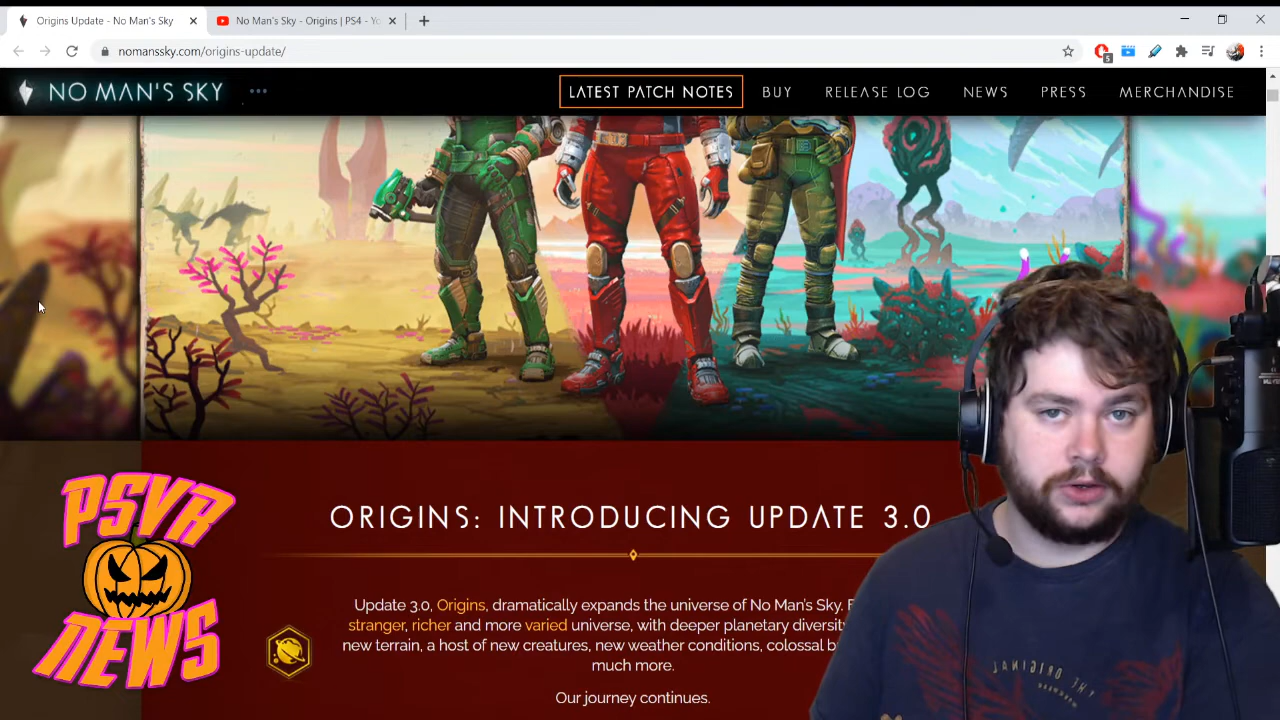 Origins Update - No Man's Sky
No Man's Sky - Origins | PS4 - Yo
nomanssky.com/origins-update/
5
NO MAN'S SKY
LATEST PATCH NOTES
BUY
RELEASE LOG
NEWS
PRESS
MERCHANDISE
ORIGINS: INTRODUCING UPDATE 3.0
Update 3.0, Origins, dramatically expands the universe of No Man's Sky.
stranger, richer and more varied universe, with deeper planetary diversity
new terrain, a host of new creatures, new weather conditions, colossal b
much more.
Our journey continues.
PSVR
NEWS
THE ORIGINAL